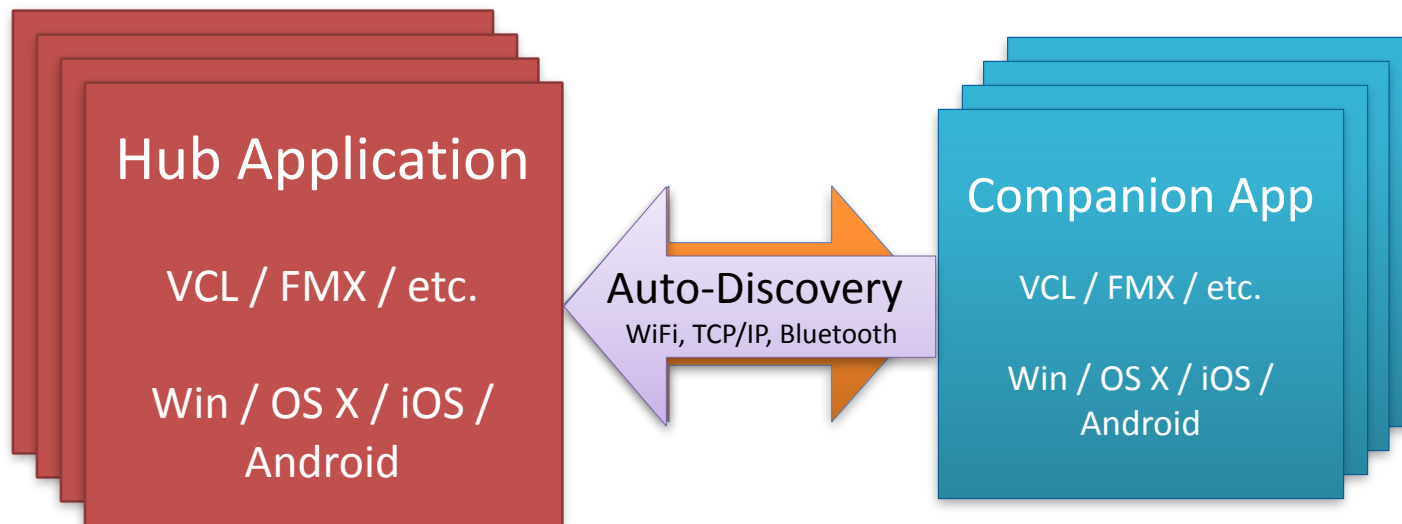 Hub Application
VCL / FMX / etc.
Win / OS X / iOS /
Android
Auto-Discovery
WiFi, TCP/IP, Bluetooth
Companion App
VCL / FMX / etc.
Win / OS X / iOS /
Android